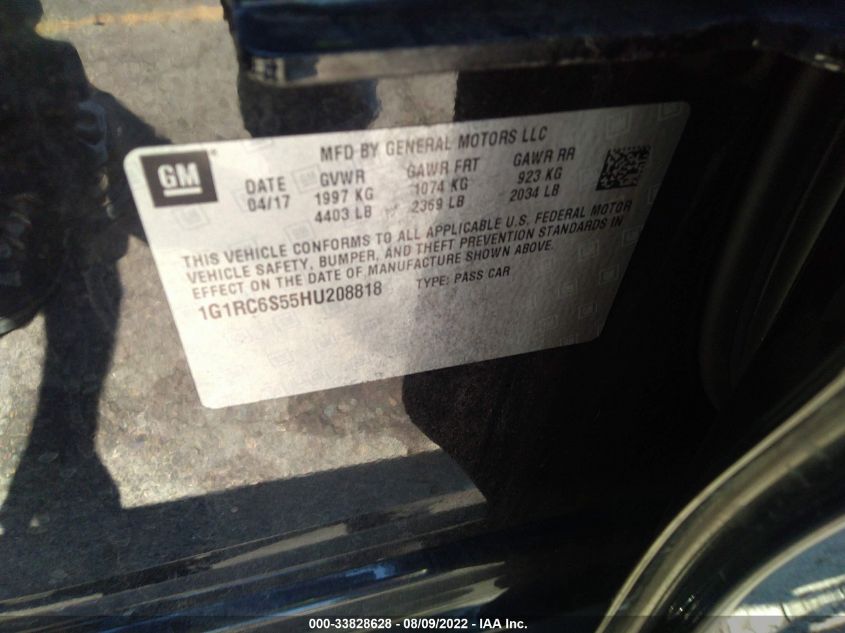 MFD BY GENERAL MOTORS LLC
GM®
DATE GVWR GAWR FRT GAWR RR
04/17 1997 KG 1074 KG 923 KG
4403 LB 2369 LB 2034 LB
THIS VEHICLE CONFORMS TO ALL APPLICABLE U.S. FEDERAL MOTOR
VEHICLE SAFETY, BUMPER, AND THEFT PREVENTION STANDARDS IN
EFFECT ON THE DATE OF MANUFACTURE SHOWN ABOVE.
1G1RC6S55HU208818 TYPE: PASS CAR
000-33828628 - 08/09/2022 - IAA Inc.